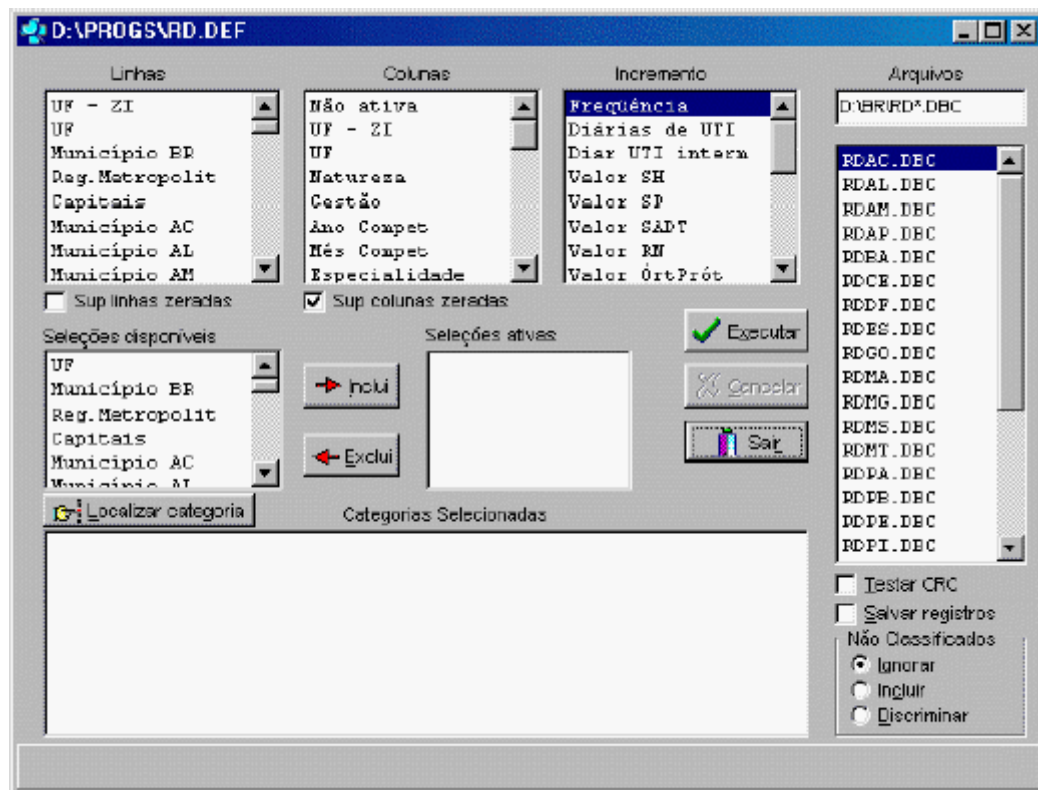 D:\PROGS\RD.DEF
Linhas
UF - ZI
UF
Município BR
Reg.Metropolit
Capitais
Município AC
Município AL
Município AM
Sup linhas zeradas
Colunas
Não ativa
UF - ZI
UF
Natureza
Gestão
Ano Compet
Mês Compet
Especialidade
Sup colunas zeradas
Incremento
Freqüência
Diárias de UTI
Diar UTI intern
Valor SH
Valor SP
Valor SADT
Valor RN
Valor ÓrtPrót
Arquivos
D:\BR\RD*.DBC
RDAC.DBC
RDAL.DBC
RDAM.DBC
RDAP.DBC
RDBA.DBC
RDCE.DBC
RDDF.DBC
RDES.DBC
RDGO.DBC
RDMA.DBC
RDMG.DBC
RDMS.DBC
RDMT.DBC
RDPA.DBC
RDPB.DBC
RDPE.DBC
RDPI.DBC
Seleções disponíveis
UF
Município BR
Reg.Metropolit
Capitais
Município AC
Município AL
Inclui
Exclui
Seleções ativas
Executar
Cancelar
Sair
Localizar categoria
Categorias Selecionadas
Testar CRC
Salvar registros
Não Classificados
Ignorar
Incluir
Discriminar